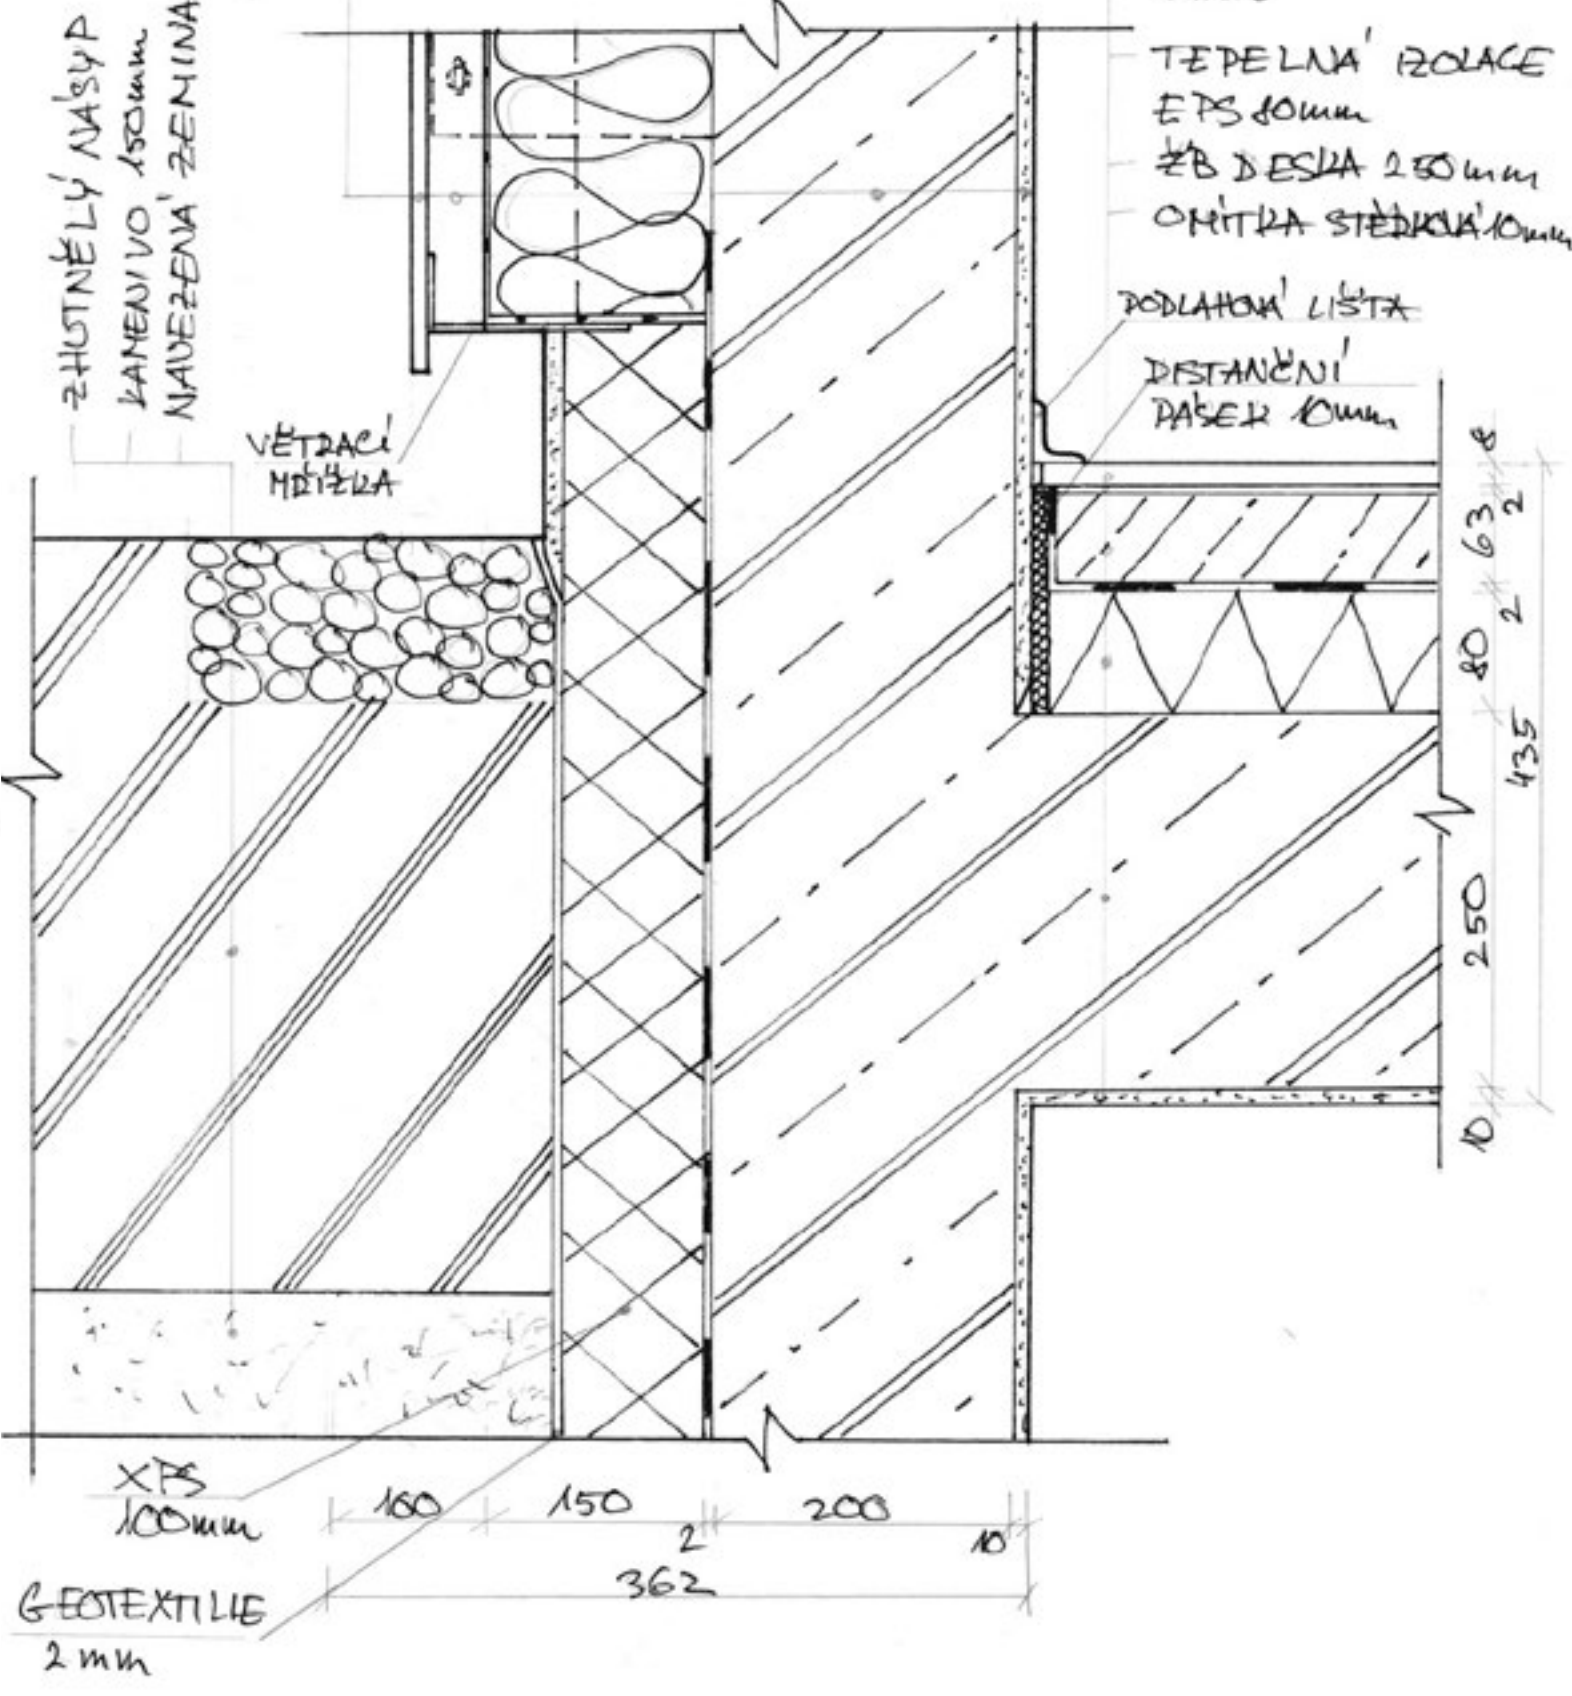 ZHUTNĚLÝ NÁSYP
KAMENIVO 150mm
NAVEZENÁ ZEMINA
TEPELNÁ IZOLACE
EPS 80mm
ŽB DESKA 250mm
OMÍTKA STĚRKOVÁ 10mm
PODLAHOVÁ LIŠTA
DISTANČNÍ
PÁSEK 10mm
VĚTRACÍ
MŘÍŽKA
8
2
63
2
80
435
250
10
XPS
100mm
100
150
2
200
10
362
GEOTEXTILIE
2mm